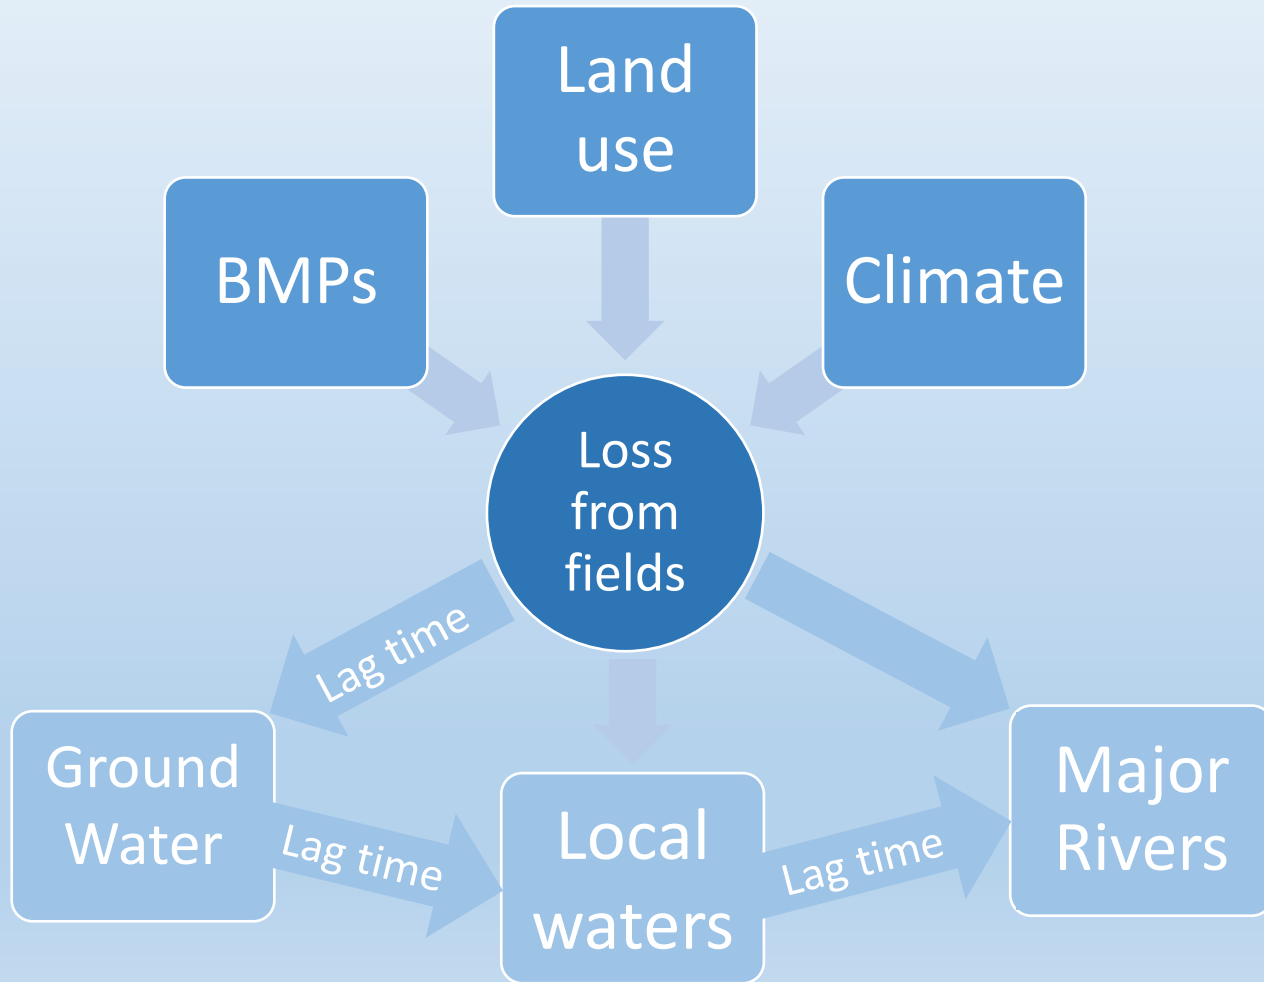 Land
use
BMPs
Climate
Loss
from
fields
Lag time
Ground
Water
Lag time
Local
waters
Lag time
Major
Rivers